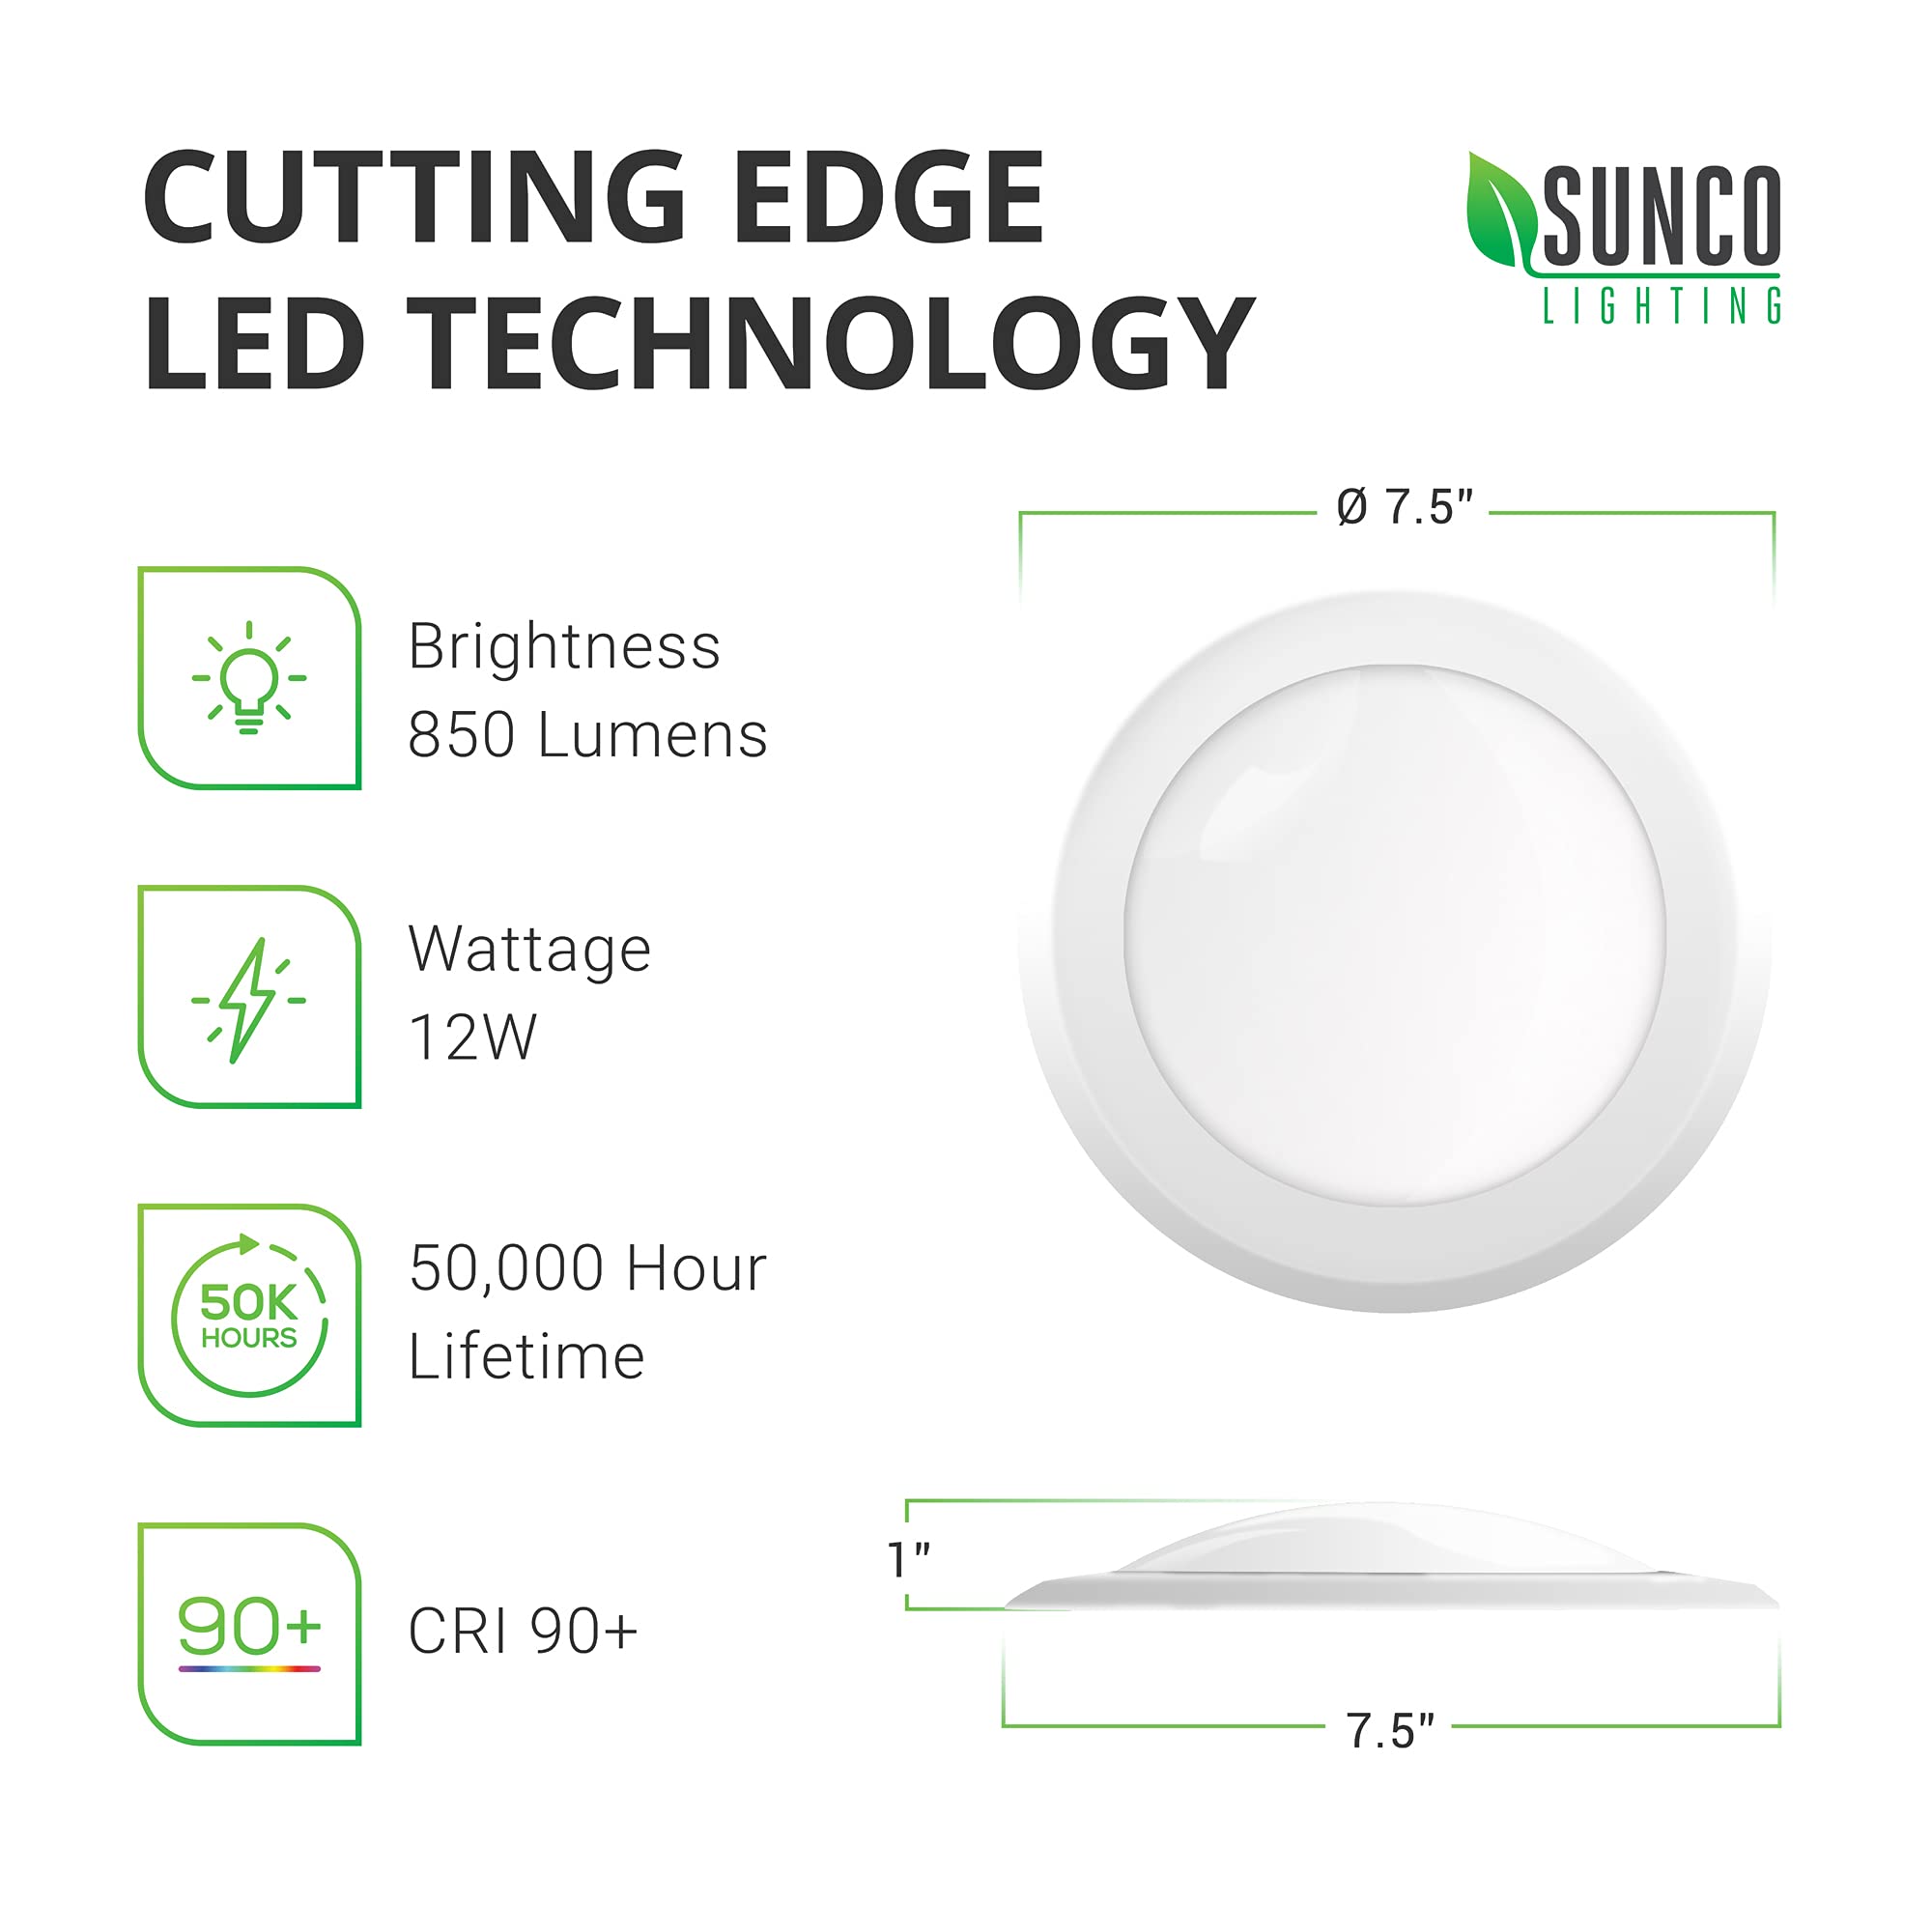 CUTTING EDGE
LED TECHNOLOGY
SUNCO
LIGHTING
Brightness
850 Lumens
Wattage
12W
50K
HOURS
50,000 Hour
Lifetime
90+
CRI 90+
Ø 7.5"
1"
7.5"